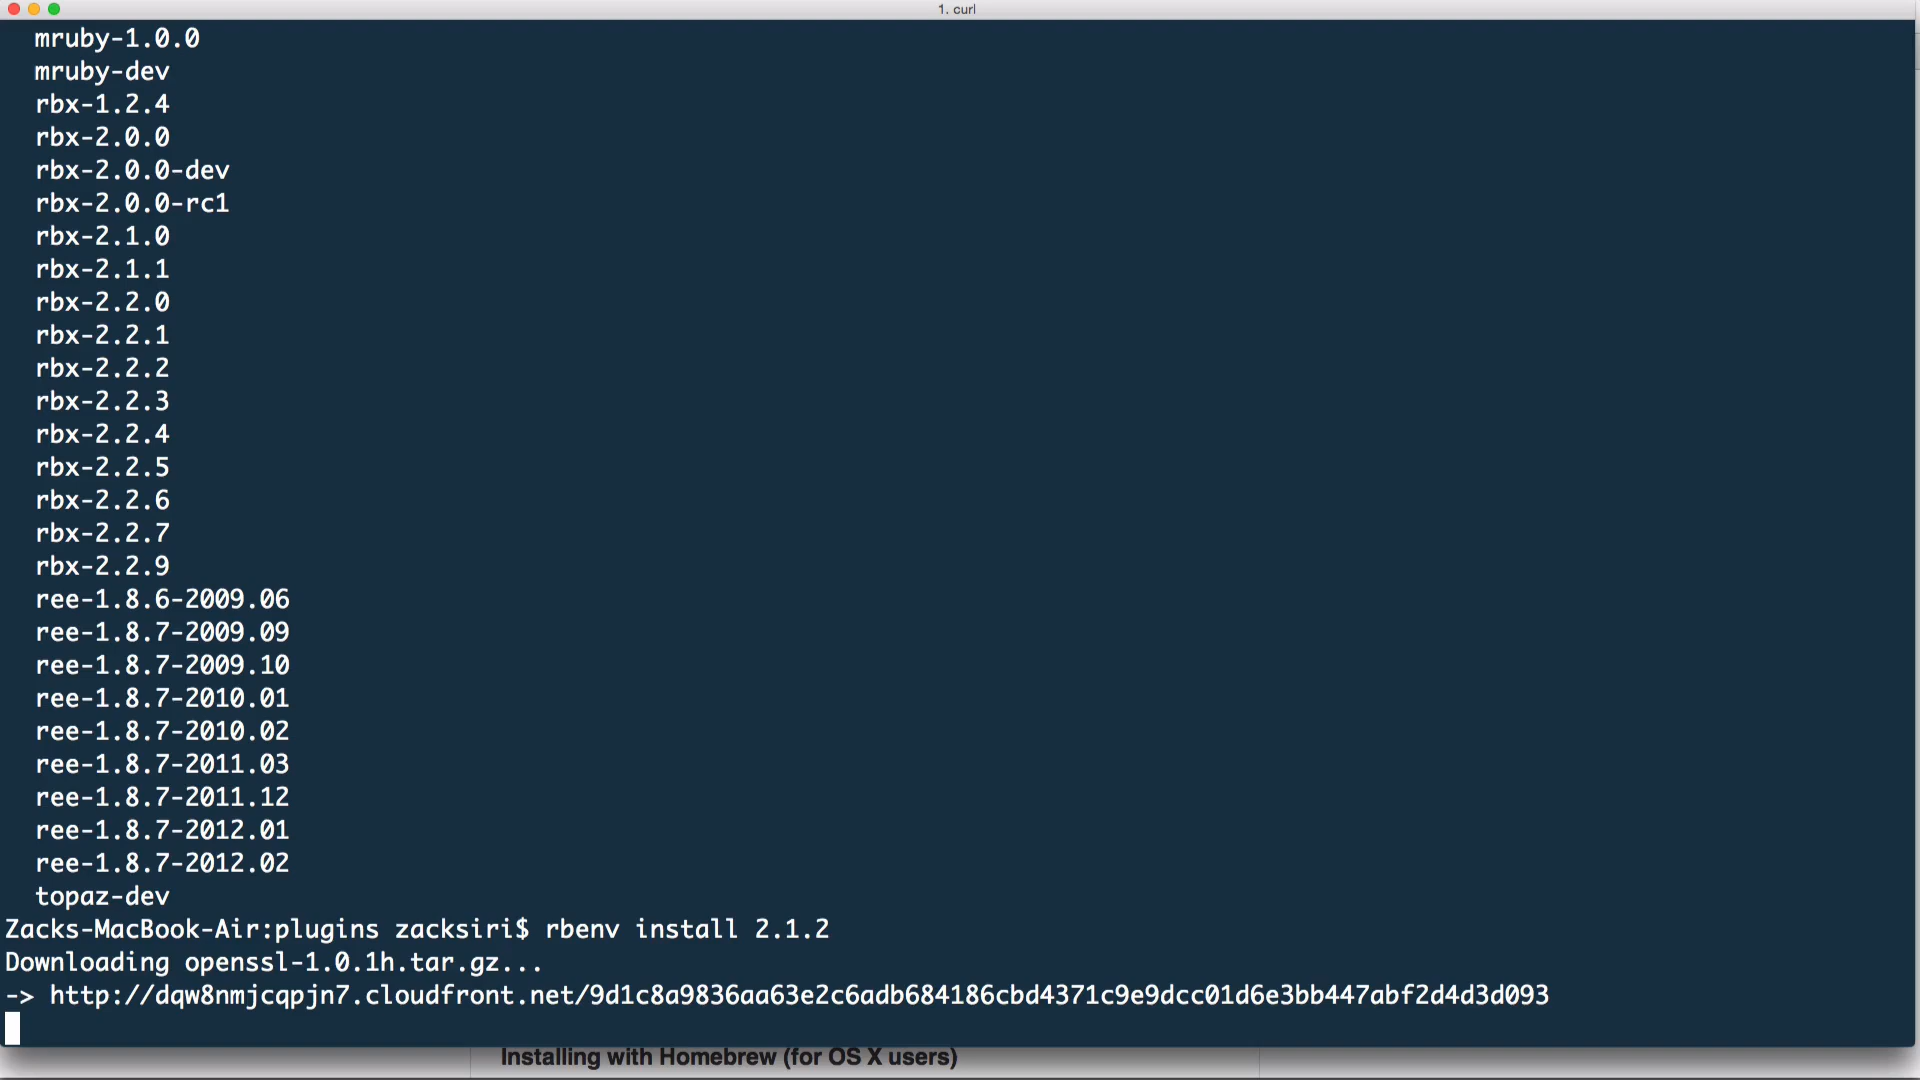 1. curl
mruby-1.0.0
mruby-dev
rbx-1.2.4
rbx-2.0.0
rbx-2.0.0-dev
rbx-2.0.0-rc1
rbx-2.1.0
rbx-2.1.1
rbx-2.2.0
rbx-2.2.1
rbx-2.2.2
rbx-2.2.3
rbx-2.2.4
rbx-2.2.5
rbx-2.2.6
rbx-2.2.7
rbx-2.2.9
ree-1.8.6-2009.06
ree-1.8.7-2009.09
ree-1.8.7-2009.10
ree-1.8.7-2010.01
ree-1.8.7-2010.02
ree-1.8.7-2011.03
ree-1.8.7-2011.12
ree-1.8.7-2012.01
ree-1.8.7-2012.02
topaz-dev
Zacks-MacBook-Air:plugins zacksiri$ rbenv install 2.1.2
Downloading openssl-1.0.1h.tar.gz...
-> http://dqw8nmjcqpjn7.cloudfront.net/9d1c8a9836aa63e2c6adb684186cbd4371c9e9dcc01d6e3bb447abf2d4d3d093
Installing with Homebrew (for OS X users)